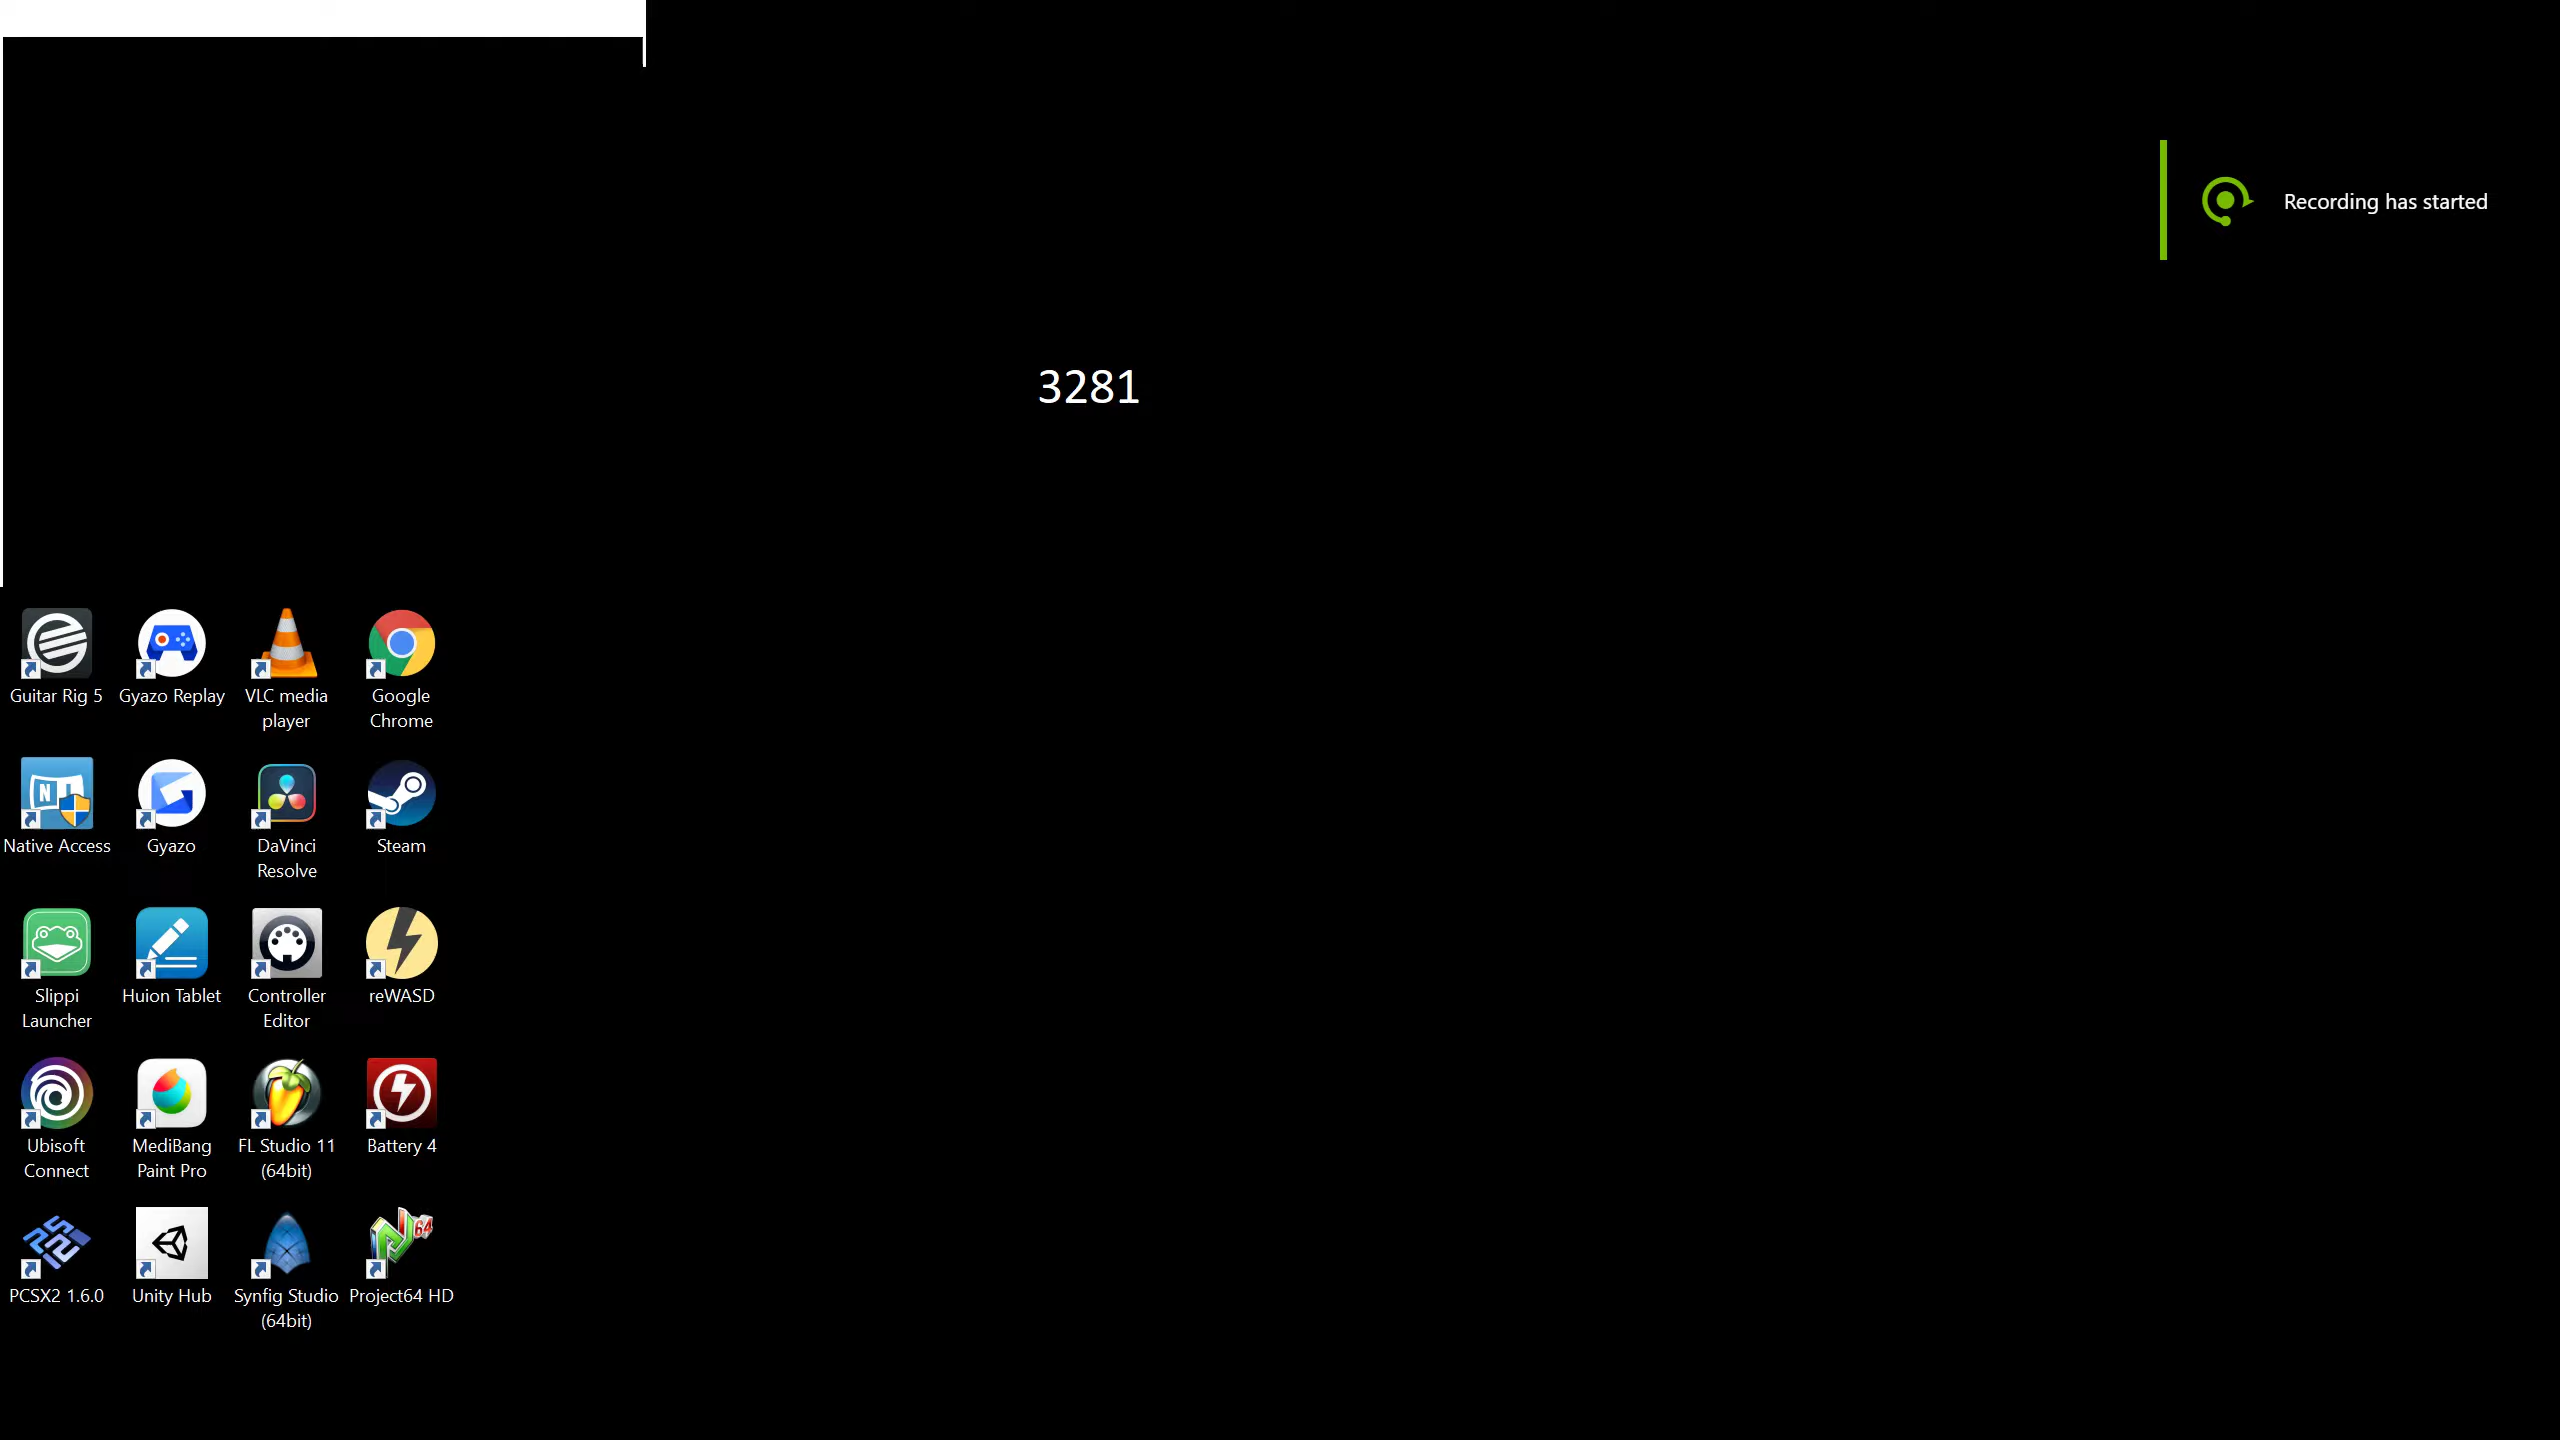 Recording has started
3281
Guitar Rig 5
Gyazo Replay
VLC media
player
Google
Chrome
Native Access
Gyazo
DaVinci
Resolve
Steam
Slippi
Launcher
Huion Tablet
Controller
Editor
reWASD
Ubisoft
Connect
MediBang
Paint Pro
FL Studio 11
(64bit)
Battery 4
PCSX2 1.6.0
Unity Hub
Synfig Studio
(64bit)
Project64 HD